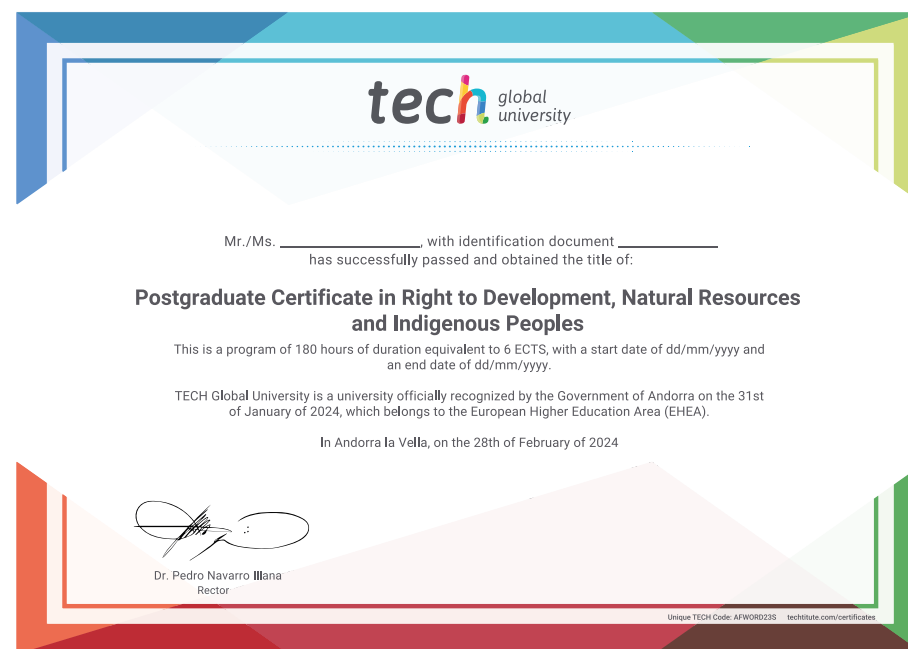 tech global university
Mr./Ms. ____________________, with identification document ______________
has successfully passed and obtained the title of:
Postgraduate Certificate in Right to Development, Natural Resources
and Indigenous Peoples
This is a program of 180 hours of duration equivalent to 6 ECTS, with a start date of dd/mm/yyyy and
an end date of dd/mm/yyyy.
TECH Global University is a university officially recognized by the Government of Andorra on the 31st
of January of 2024, which belongs to the European Higher Education Area (EHEA).
In Andorra la Vella, on the 28th of February of 2024
Dr. Pedro Navarro Illana
Rector
Unique TECH Code: AFWORD23S techtitute.com/certificates